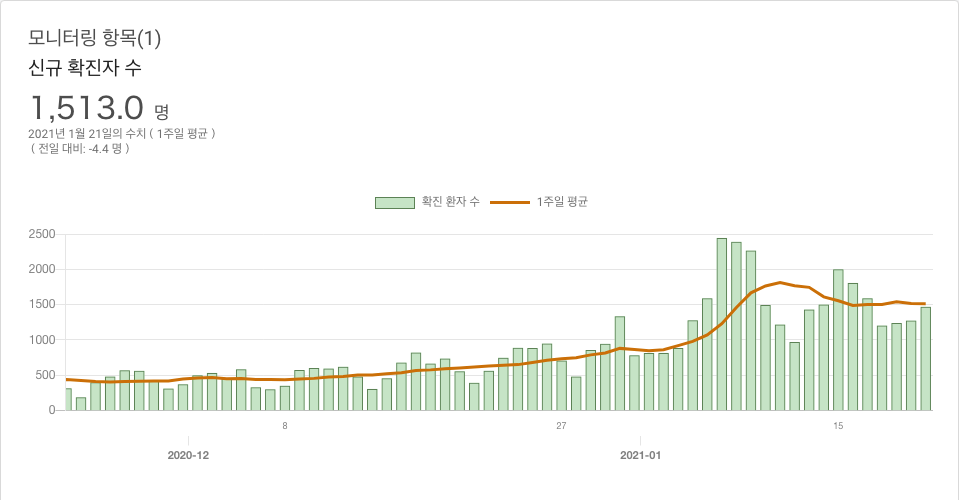 모니터링 항목(1)
신규 확진자 수
1,513.0 명
2021년 1월 21일의 수치 ( 1주일 평균 )
( 전일 대비: -4.4 명 )
확진 환자 수 1주일 평균
2500
2000
1500
1000
500
0
8 27 15
2020-12 2021-01